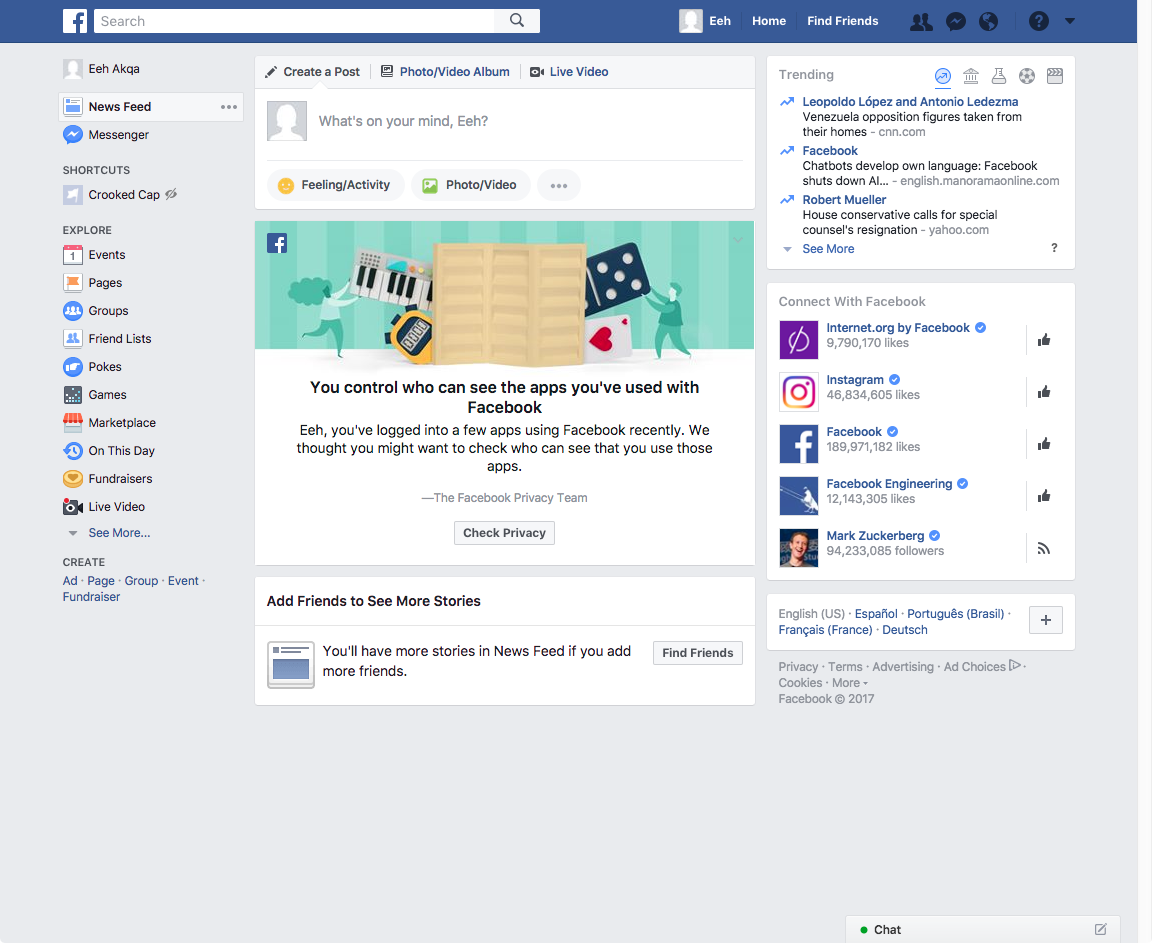 Search
Eeh
Home
Find Friends
Eeh Akqa
News Feed
Messenger
SHORTCUTS
Crooked Cap
EXPLORE
1
Events
Pages
Groups
Friend Lists
Pokes
Games
Marketplace
On This Day
Fundraisers
Live Video
See More...
CREATE
Ad · Page · Group · Event ·
Fundraiser
Create a Post
Photo/Video Album
Live Video
What's on your mind, Eeh?
Feeling/Activity
Photo/Video
You control who can see the apps you've used with
Facebook
Eeh, you've logged into a few apps using Facebook recently. We
thought you might want to check who can see that you use those
apps.
—The Facebook Privacy Team
Check Privacy
Add Friends to See More Stories
You'll have more stories in News Feed if you add
more friends.
Find Friends
Trending
Leopoldo López and Antonio Ledezma
Venezuela opposition figures taken from
their homes - cnn.com
Facebook
Chatbots develop own language: Facebook
shuts down AI... - english.manoramaonline.com
Robert Mueller
House conservative calls for special
counsel's resignation - yahoo.com
See More
?
Connect With Facebook
Internet.org by Facebook
9,790,170 likes
Instagram
46,834,605 likes
Facebook
189,971,182 likes
Facebook Engineering
12,143,305 likes
Mark Zuckerberg
94,233,085 followers
English (US) · Español · Português (Brasil) ·
Français (France) · Deutsch
Privacy · Terms · Advertising · Ad Choices ·
Cookies · More
Facebook © 2017
Chat